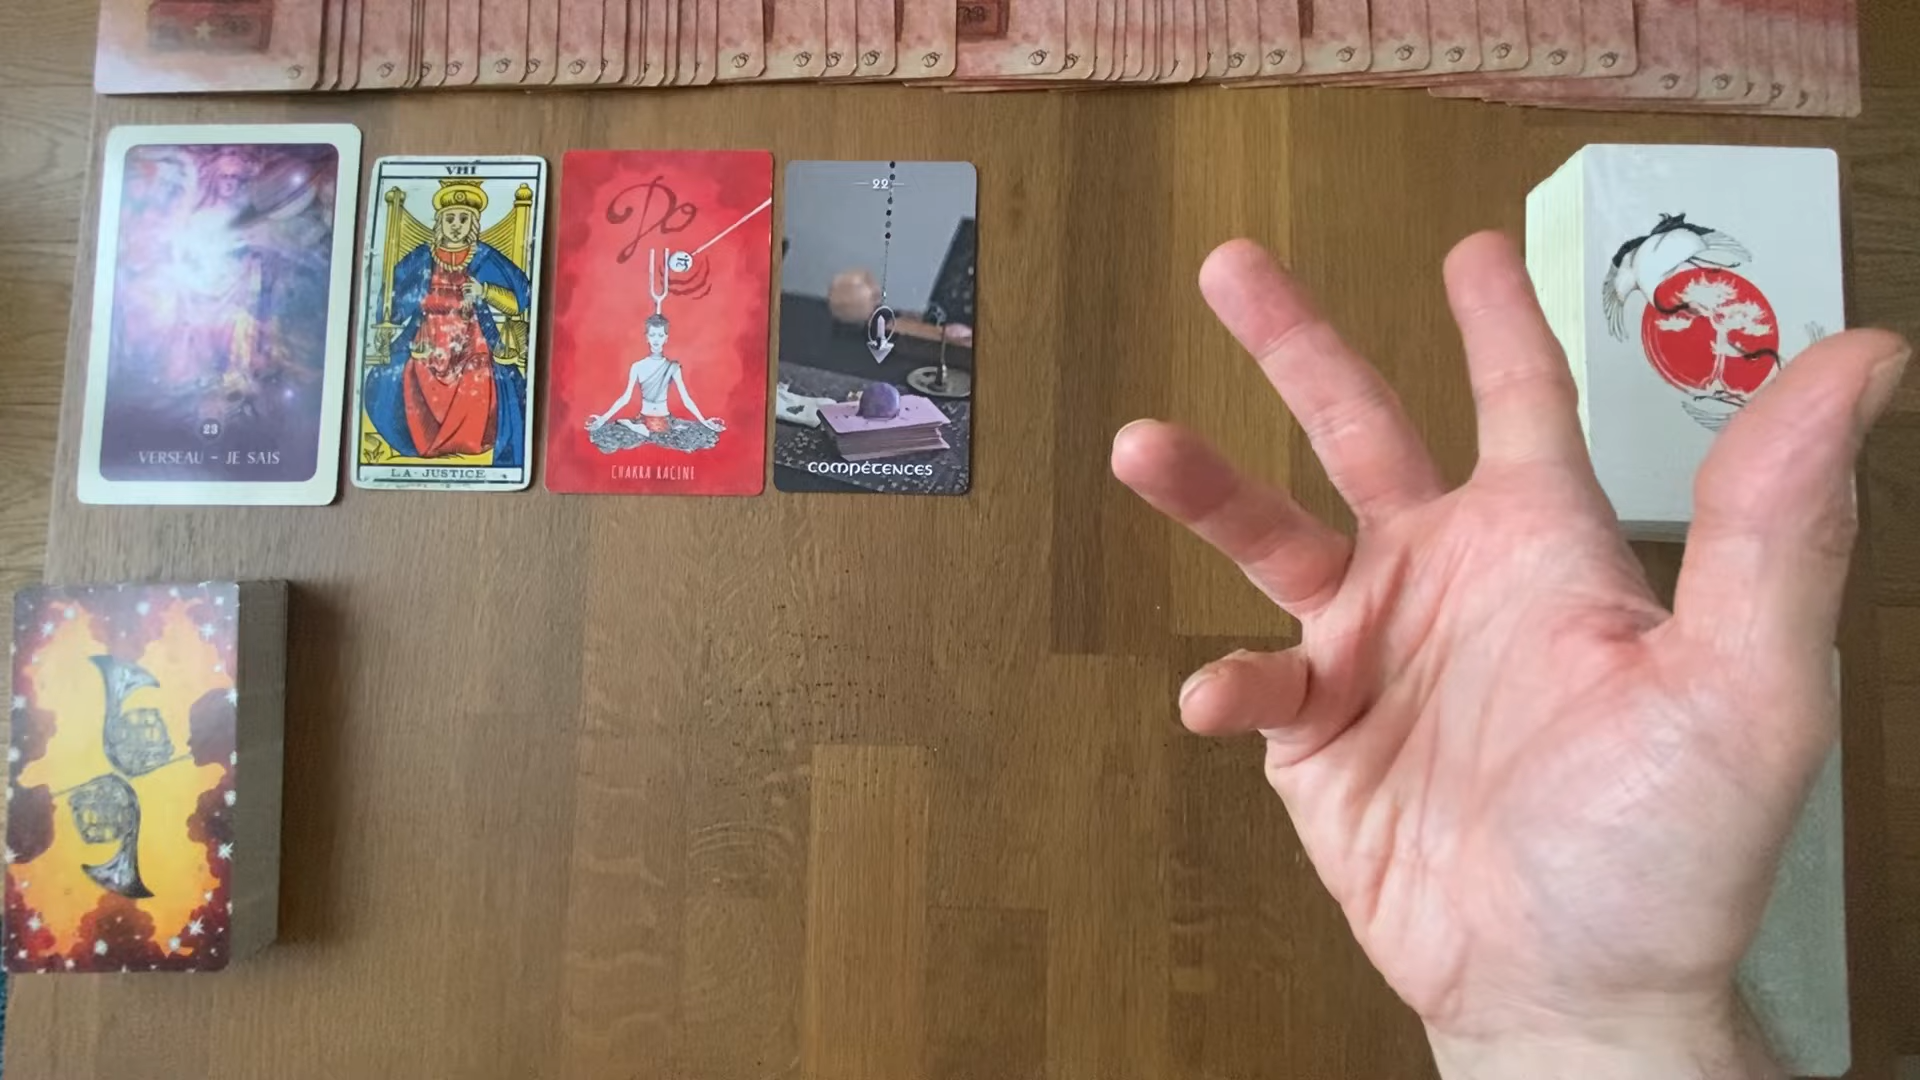 23
VERSEAU - JE SAIS
VIII
LA·JUSTICE
Do
CHAKRA RACINE
22
COMPÉTENCES